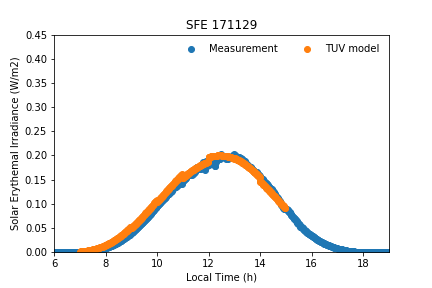 SFE 171129
Measurement TUV model
Solar Erythemal Irradiance (W/m2)
0.45
0.40
0.35
0.30
0.25
0.20
0.15
0.10
0.05
0.00
6 8 10 12 14 16 18
Local Time (h)